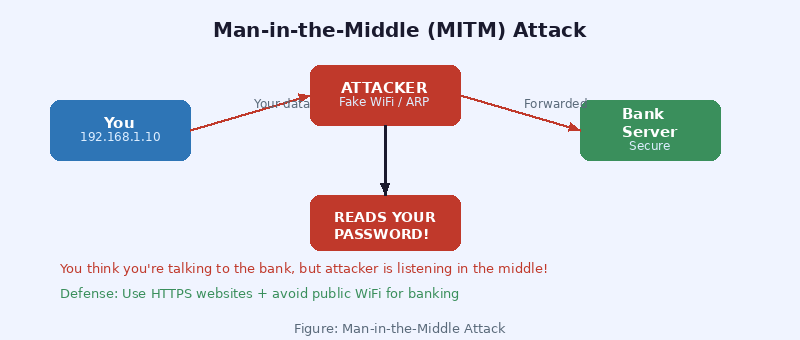 Man-in-the-Middle (MITM) Attack
ATTACKER
Fake WiFi / ARP
Your data
Forwarded
You
192.168.1.10
Bank
Server
Secure
READS YOUR
PASSWORD!
You think you're talking to the bank, but attacker is listening in the middle!
Defense: Use HTTPS websites + avoid public WiFi for banking
Figure: Man-in-the-Middle Attack